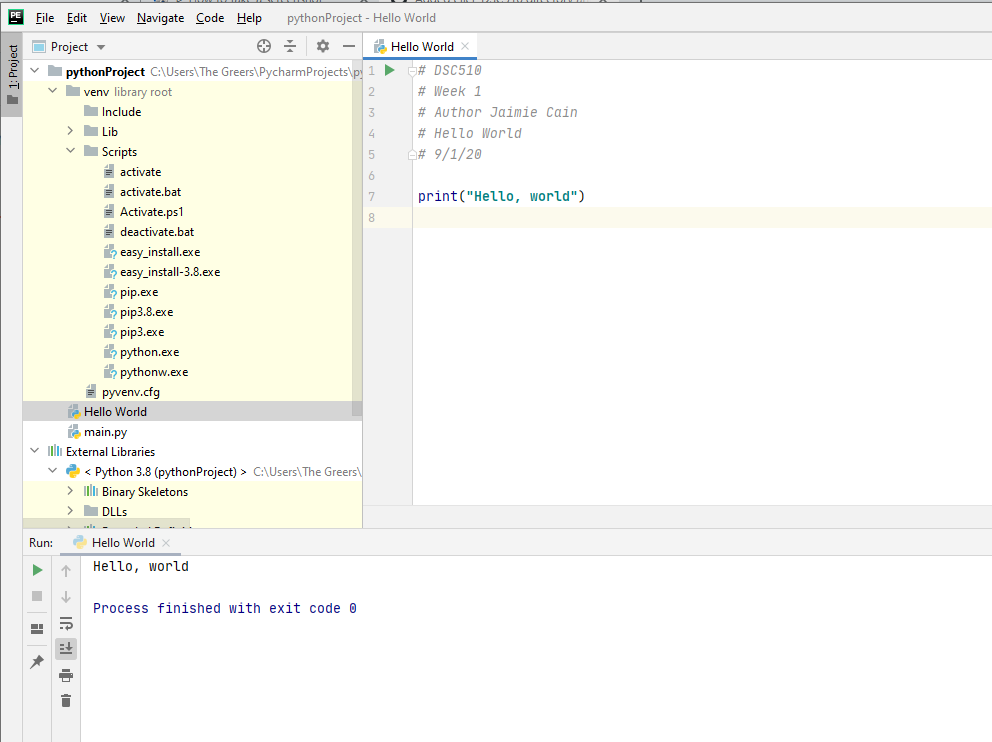 PE File Edit View Navigate Code Help pythonProject - Hello World
1: Project
Project
pythonProject C:\Users\The Greers\PycharmProjects\py
venv library root
Include
Lib
Scripts
activate
activate.bat
Activate.ps1
deactivate.bat
easy_install.exe
easy_install-3.8.exe
pip.exe
pip3.8.exe
pip3.exe
python.exe
pythonw.exe
pyvenv.cfg
Hello World
main.py
External Libraries
< Python 3.8 (pythonProject) > C:\Users\The Greers\
Binary Skeletons
DLLs
Hello World
1 # DSC510
2 # Week 1
3 # Author Jaimie Cain
4 # Hello World
5 # 9/1/20
6
7 print("Hello, world")
8
Run: Hello World
Hello, world
Process finished with exit code 0